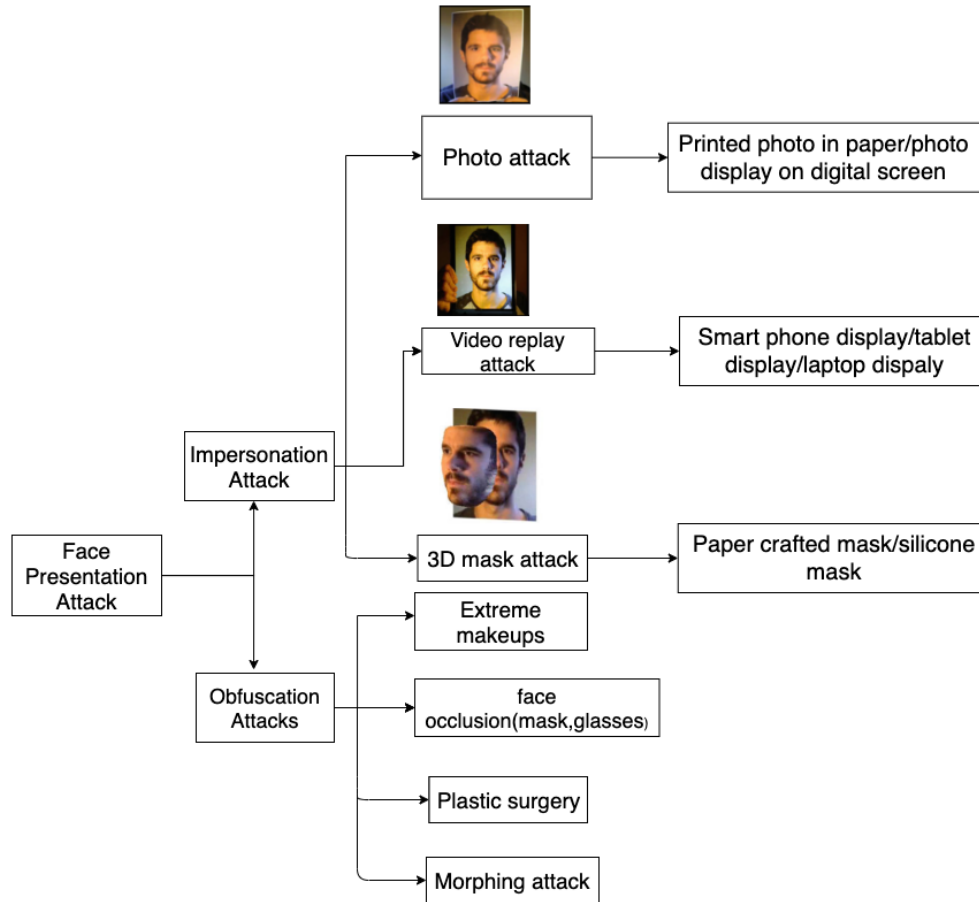 Photo attack
Printed photo in paper/photo
display on digital screen
Video replay
attack
Smart phone display/tablet
display/laptop dispaly
Impersonation
Attack
3D mask attack
Paper crafted mask/silicone
mask
Face
Presentation
Attack
Extreme
makeups
Obfuscation
Attacks
face
occlusion(mask,glasses)
Plastic surgery
Morphing attack